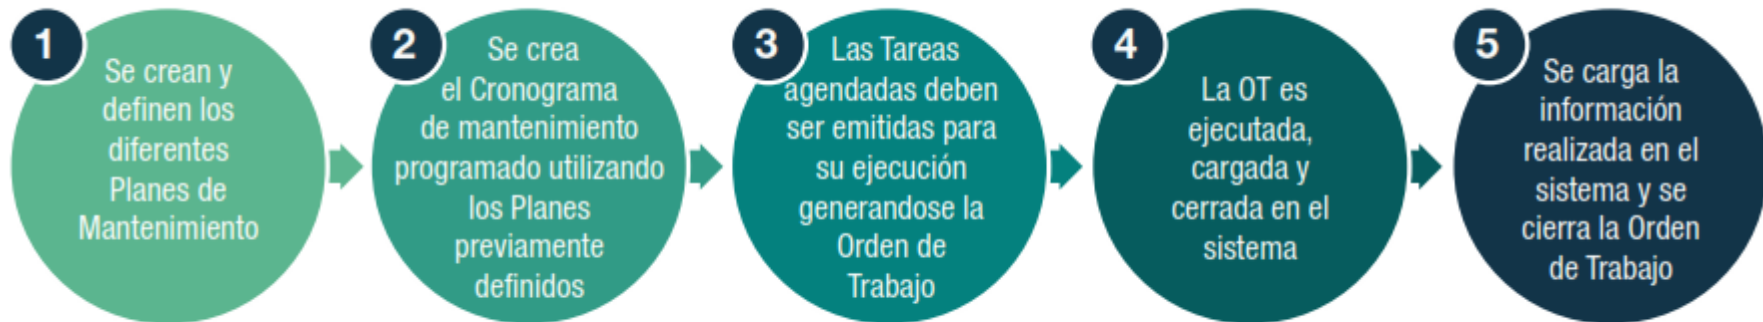 1
Se crean y
definen los
diferentes
Planes de
Mantenimiento
2
Se crea
el Cronograma
de mantenimiento
programado utilizando
los Planes
previamente
definidos
3
Las Tareas
agendadas deben
ser emitidas para
su ejecución
generandose la
Orden de
Trabajo
4
La OT es
ejecutada,
cargada y
cerrada en el
sistema
5
Se carga la
información
realizada en el
sistema y se
cierra la Orden
de Trabajo